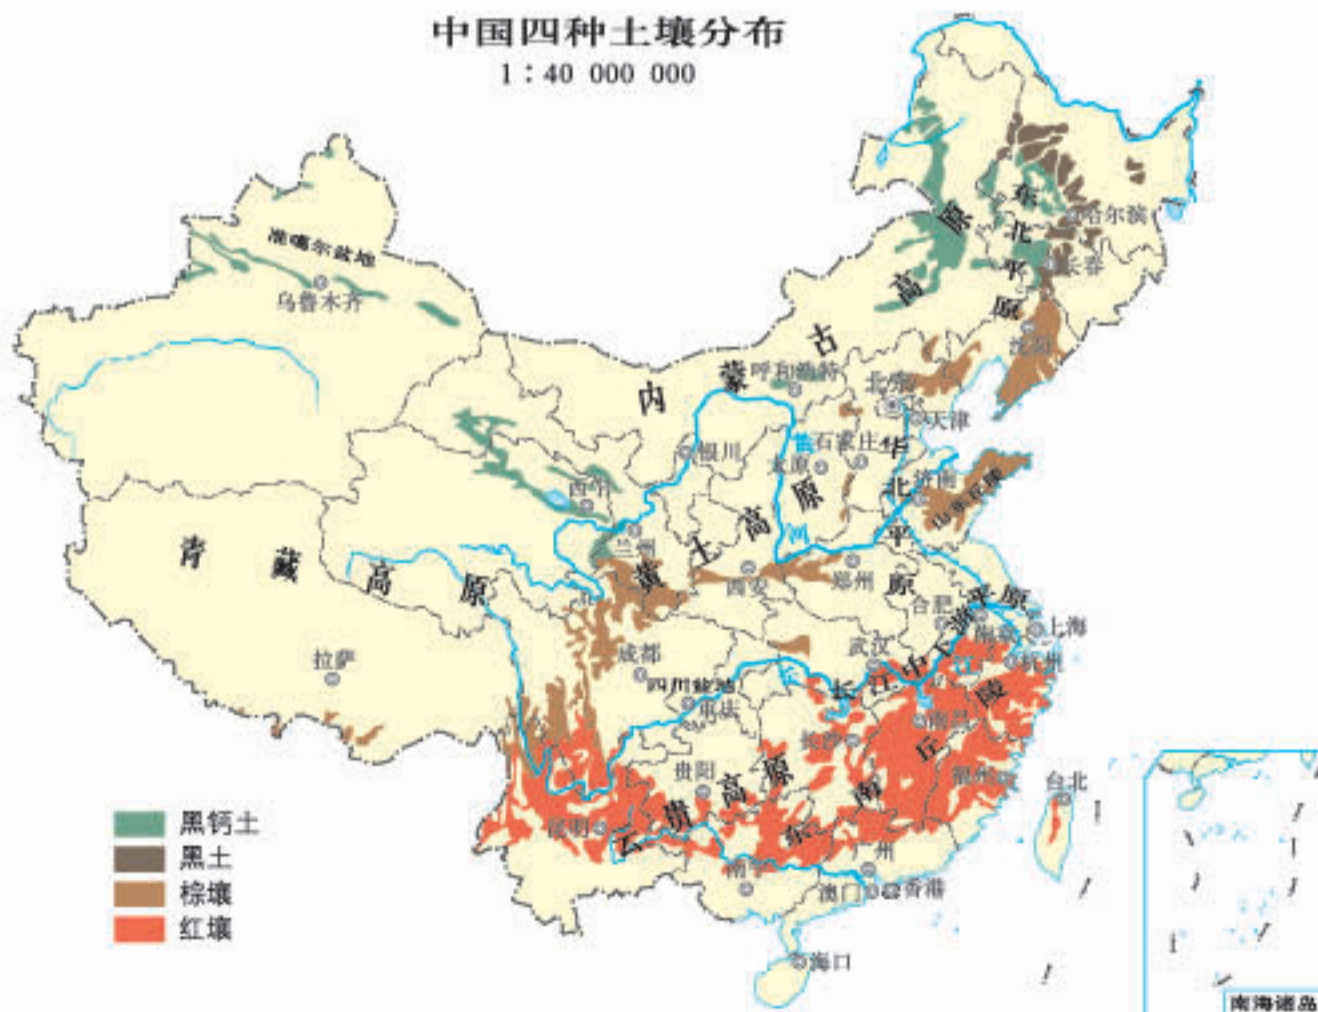 中国四种土壤分布
1：40 000 000
准噶尔盆地
乌鲁木齐
哈尔滨
长春
沈阳
东北平原
内蒙古高原
呼和浩特
北京
天津
银川
石家庄
太原
济南
山东丘陵
华北平原
西宁
兰州
黄土高原
黄河
西安
郑州
青藏高原
拉萨
合肥
南京
上海
杭州
武汉
成都
四川盆地
重庆
长江
长江中下游平原
南昌
长沙
贵阳
云贵高原
昆明
东南丘陵
福州
台北
广州
南宁
澳门
香港
海口
黑钙土
黑土
棕壤
红壤
南海诸岛